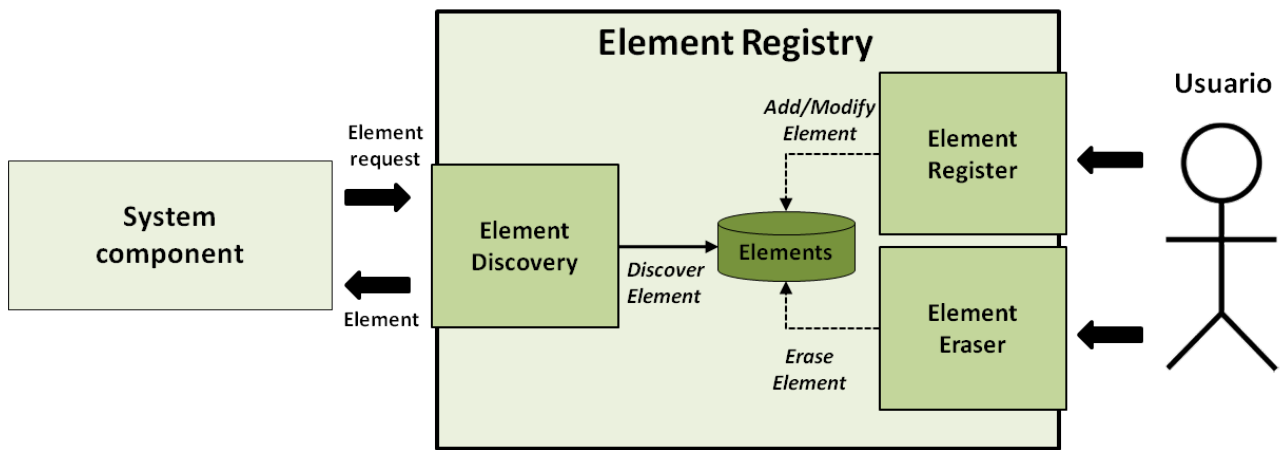 Element Registry
Usuario
Add/Modify
Element
Element
Register
Element
request
System
component
Element
Discovery
Elements
Discover
Element
Element
Element
Eraser
Erase
Element